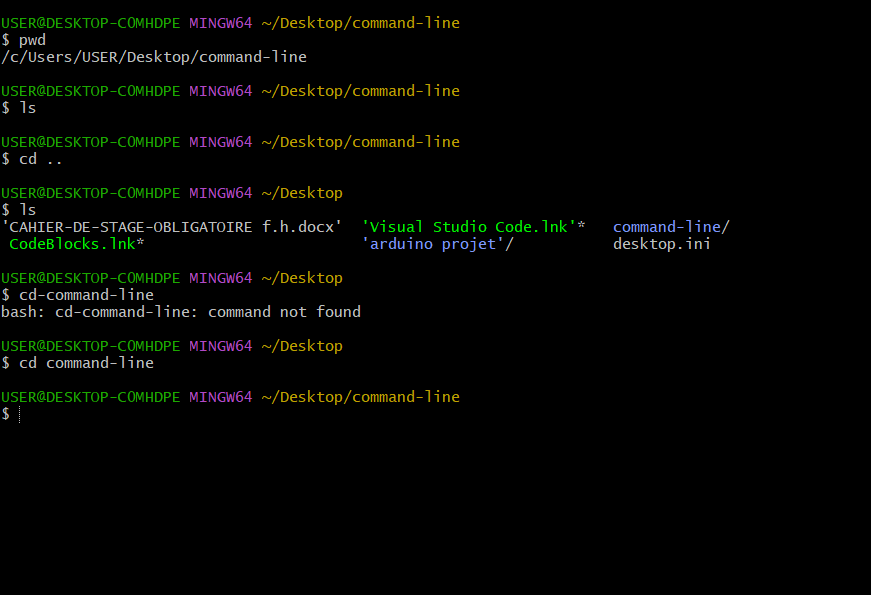 USER@DESKTOP-COMHDPE MINGW64 ~/Desktop/command-line
$ pwd
/c/Users/USER/Desktop/command-line
USER@DESKTOP-COMHDPE MINGW64 ~/Desktop/command-line
$ ls
USER@DESKTOP-COMHDPE MINGW64 ~/Desktop/command-line
$ cd ..
USER@DESKTOP-COMHDPE MINGW64 ~/Desktop
$ ls
'CAHIER-DE-STAGE-OBLIGATOIRE f.h.docx'  'Visual Studio Code.lnk'*   command-line/
 CodeBlocks.lnk*                        'arduino projet'/           desktop.ini
USER@DESKTOP-COMHDPE MINGW64 ~/Desktop
$ cd-command-line
bash: cd-command-line: command not found
USER@DESKTOP-COMHDPE MINGW64 ~/Desktop
$ cd command-line
USER@DESKTOP-COMHDPE MINGW64 ~/Desktop/command-line
$